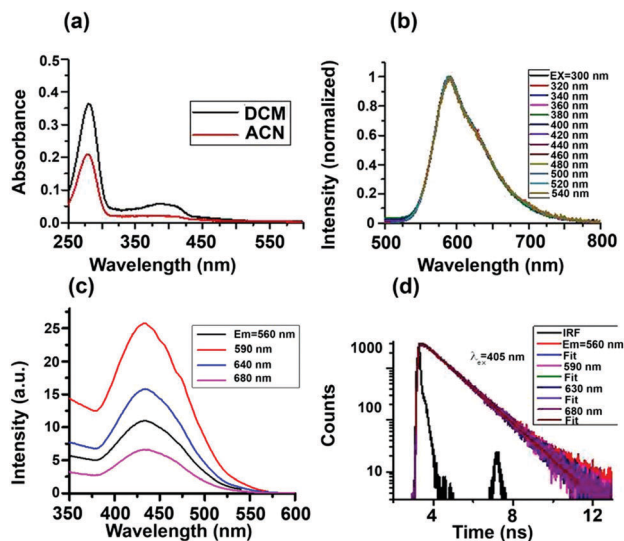 (a)
0.5
0.4
0.3
0.2
0.1
0.0
Absorbance
DCM
ACN
250 350 450 550
Wavelength (nm)
(b)
1
0.8
0.6
0.4
0.2
0
Intensity (normalized)
EX=300 nm
320 nm
340 nm
360 nm
380 nm
400 nm
420 nm
440 nm
460 nm
480 nm
500 nm
520 nm
540 nm
500 600 700 800
Wavelength (nm)
(c)
25
20
15
10
5
0
Intensity (a.u.)
Em=560 nm
590 nm
640 nm
680 nm
350 400 450 500 550 600
Wavelength (nm)
(d)
1000
100
10
Counts
λex=405 nm
IRF
Em=560 nm
Fit
590 nm
Fit
630 nm
Fit
680 nm
Fit
4 8 12
Time (ns)